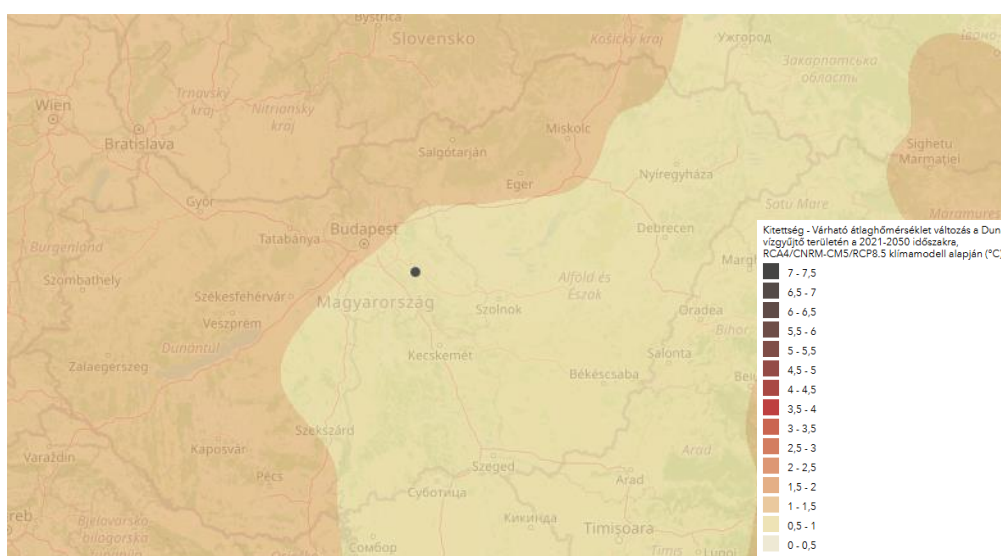 Bystrica
Slovensko
Košický kraj
Ужгород
Івано-
Закарпатська
область
Wien
Trnavský
kraj
Nitriansky
kraj
Bratislava
Miskolc
Salgótarján
Sighetu
Marmației
Eger
Nyíregyháza
Győr
Satu Mare
Maramureș
Budapest
Debrecen
Tatabánya
Burgenland
Szombathely
Székesfehérvár
Magyarország
Alföld és
Észak
Szolnok
Oradea
Veszprém
Bihor
Dunántúl
Kecskemét
Salonta
Zalaegerszeg
Békéscsaba
Szekszárd
Kaposvár
Varaždin
Pécs
Szeged
Arad
Arad
Суботица
Кикинда
Timișoara
Bjelovarsko
bilogorska
Сомбор
Timiș
Lugoj
Kitettség - Várható átlaghőmérséklet változás a Dun
vízgyűjtő területén a 2021-2050 időszakra,
RCA4/CNRM-CM5/RCP8.5 klímamodell alapján (°C)
7 - 7,5
6,5 - 7
6 - 6,5
5,5 - 6
5 - 5,5
4,5 - 5
4 - 4,5
3,5 - 4
3 - 3,5
2,5 - 3
2 - 2,5
1,5 - 2
1 - 1,5
0,5 - 1
0 - 0,5